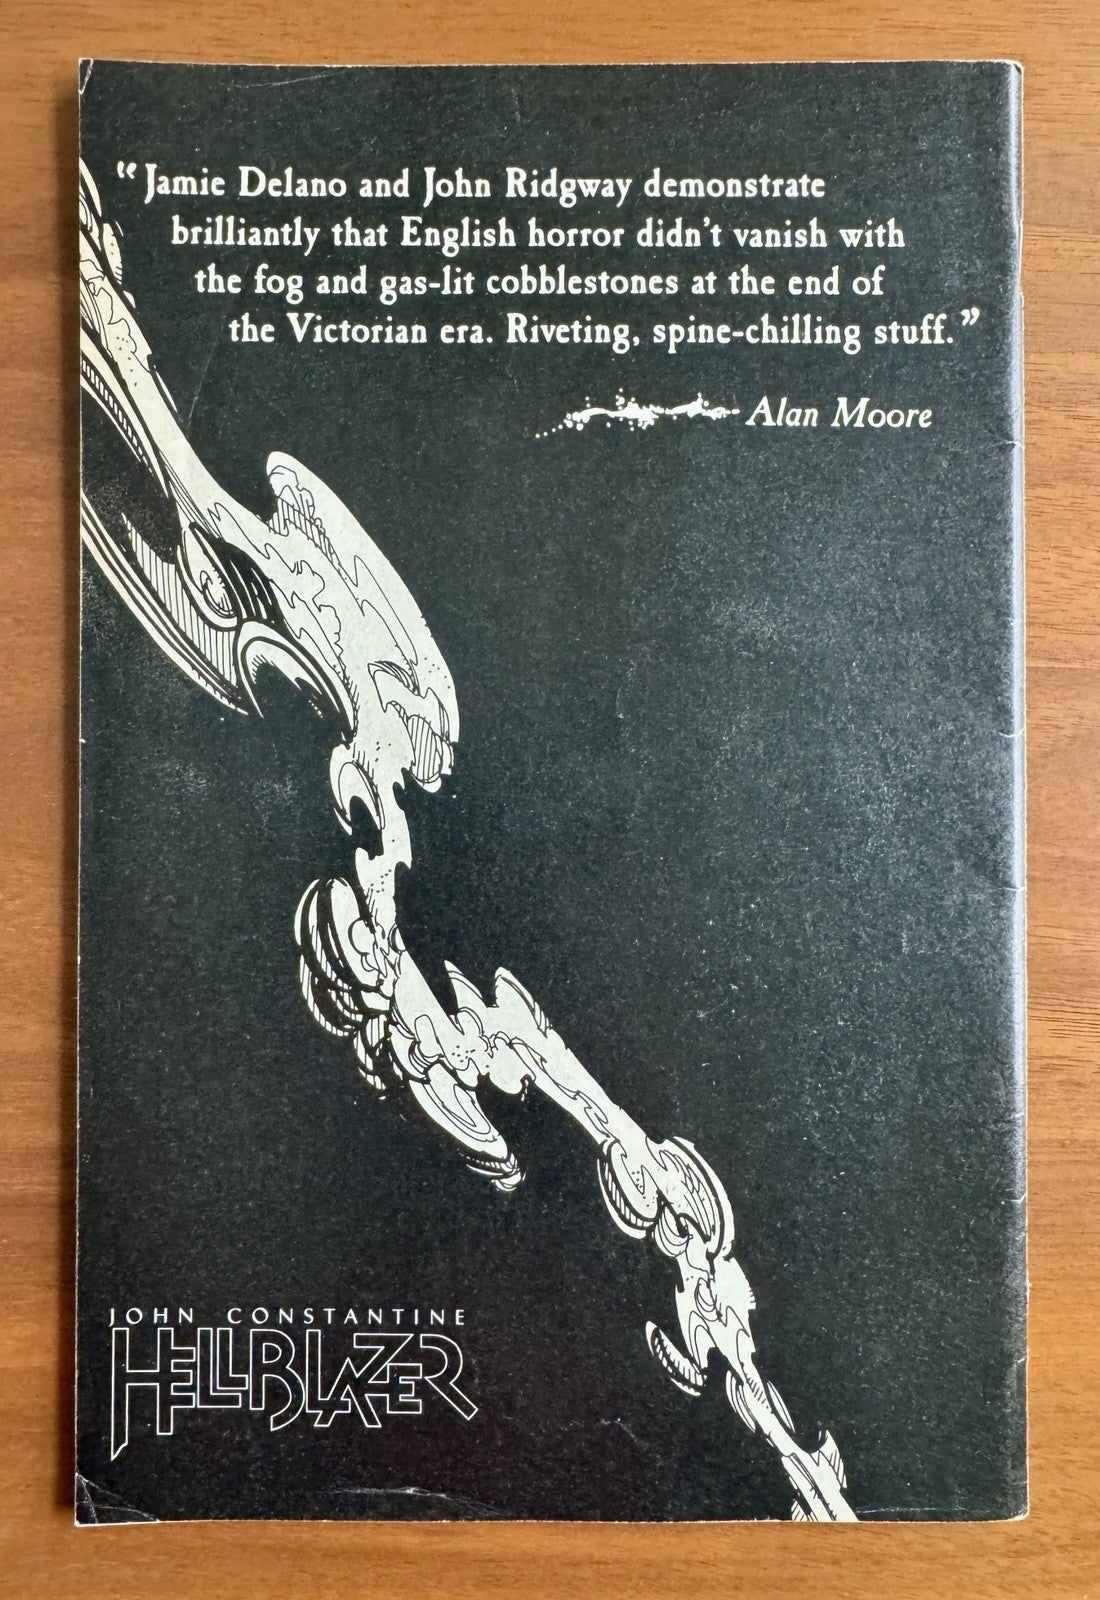 “Jamie Delano and John Ridgway demonstrate
brilliantly that English horror didn't vanish with
the fog and gas-lit cobblestones at the end of
the Victorian era. Riveting, spine-chilling stuff.”
Alan Moore
JOHN CONSTANTINE
HELLBLAZER